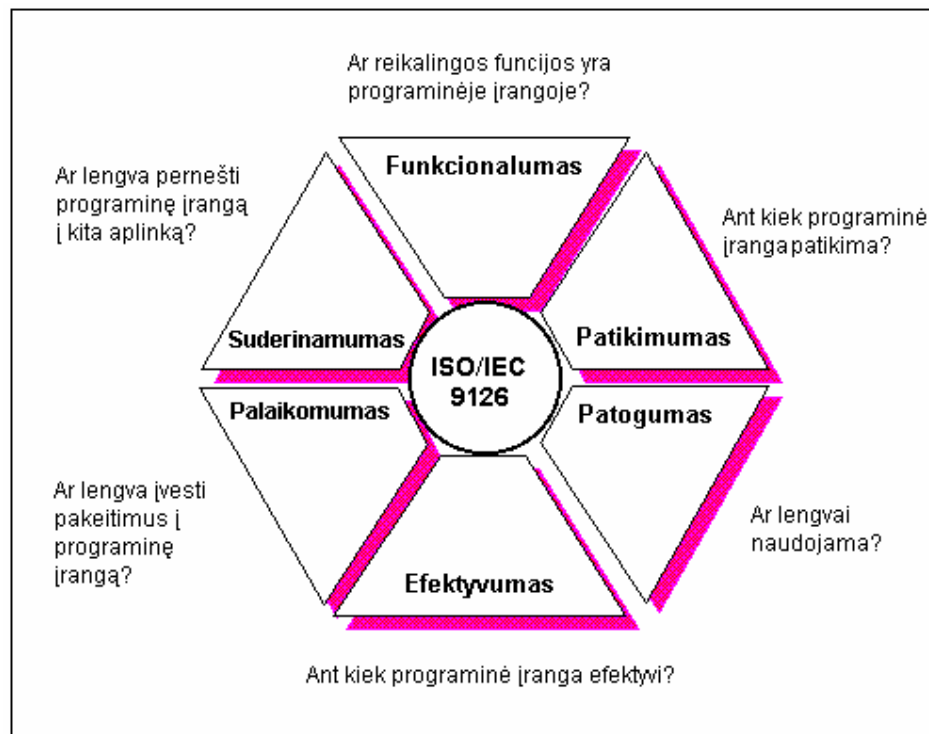 Ar reikalingos funcijos yra
programinėje įrangoje?
Funkcionalumas
Ar lengva pernešti
programinę įrangą
į kita aplinką?
Ant kiek programinė
įranga patikima?
Suderinamumas
Patikimumas
ISO/IEC
9126
Palaikomumas
Patogumas
Ar lengva įvesti
pakeitimus į
programinę
įrangą?
Ar lengvai
naudojama?
Efektyvumas
Ant kiek programinė įranga efektyvi?